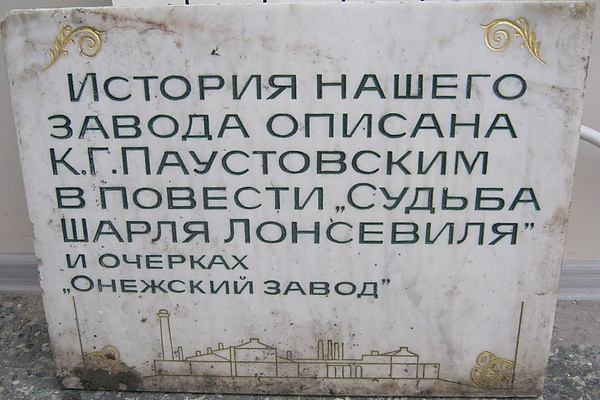 История нашего
завода описана
К.Г.Паустовским
в повести „Судьба
Шарля Лонсевиля”
и очерках
„Онежский завод”